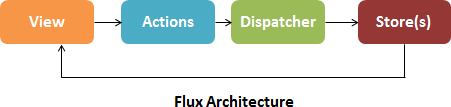 View Actions Dispatcher Store(s)
Flux Architecture